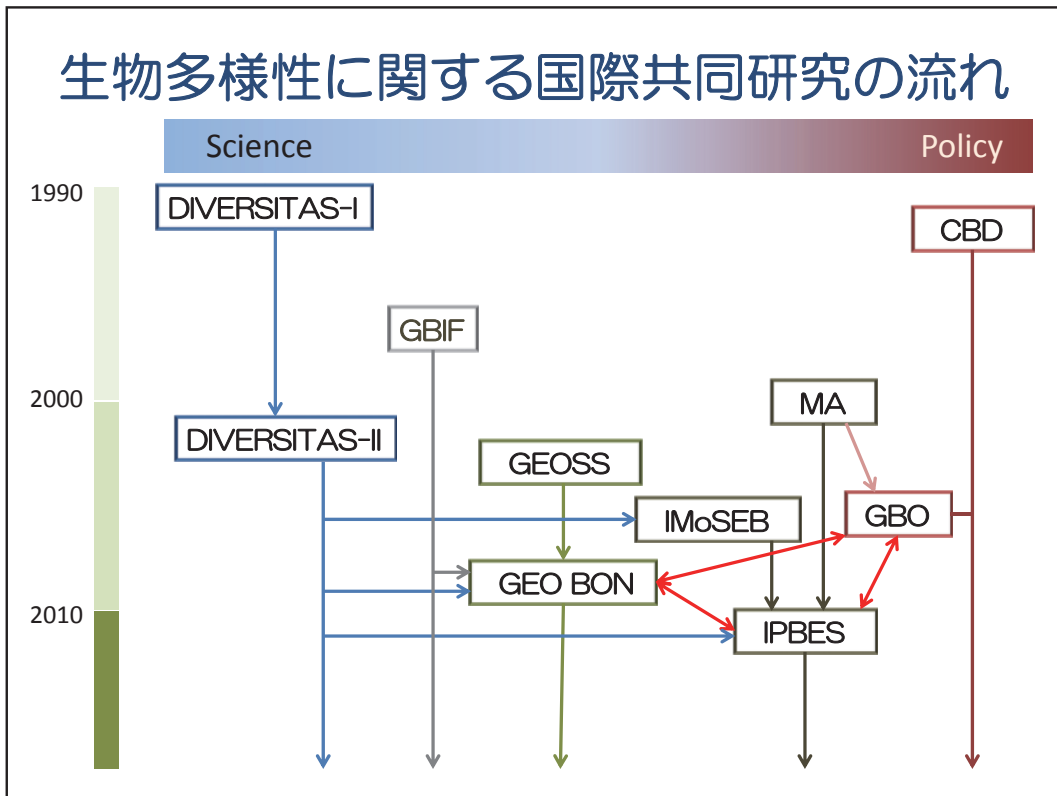 生物多様性に関する国際共同研究の流れ
Science
Policy
1990
DIVERSITAS-I
CBD
GBIF
2000
MA
DIVERSITAS-II
GEOSS
IMoSEB
GBO
GEO BON
2010
IPBES